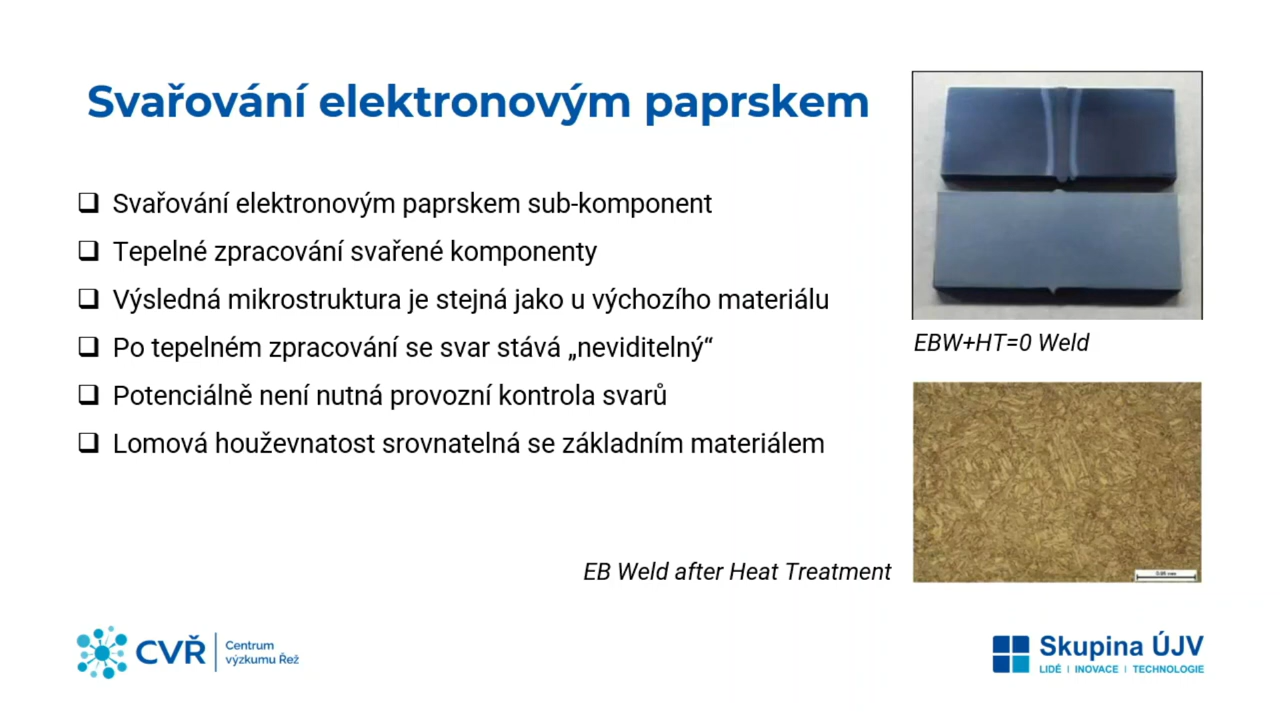 Svařování elektronovým paprskem
❑ Svařování elektronovým paprskem sub-komponent
❑ Tepelné zpracování svařené komponenty
❑ Výsledná mikrostruktura je stejná jako u výchozího materiálu
❑ Po tepelném zpracování se svar stává „neviditelný“
❑ Potenciálně není nutná provozní kontrola svarů
❑ Lomová houževnatost srovnatelná se základním materiálem
EBW+HT=0 Weld
EB Weld after Heat Treatment
CVŘ
Centrum
výzkumu Řež
Skupina ÚJV
LIDÉ | INOVACE | TECHNOLOGIE